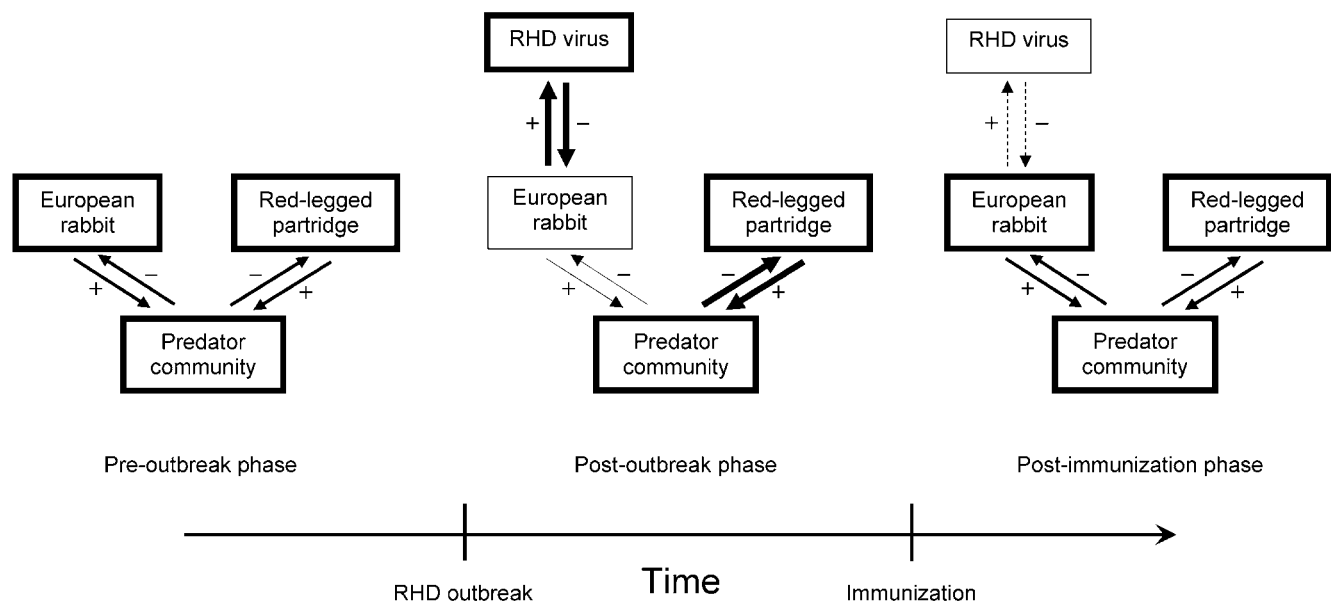 RHD virus
+
−
RHD virus
+
−
European
rabbit
Red-legged
partridge
European
rabbit
Red-legged
partridge
European
rabbit
Red-legged
partridge
−
+
−
+
−
+
−
+
−
+
−
+
Predator
community
Predator
community
Predator
community
Pre-outbreak phase
Post-outbreak phase
Post-immunization phase
RHD outbreak
Time
Immunization